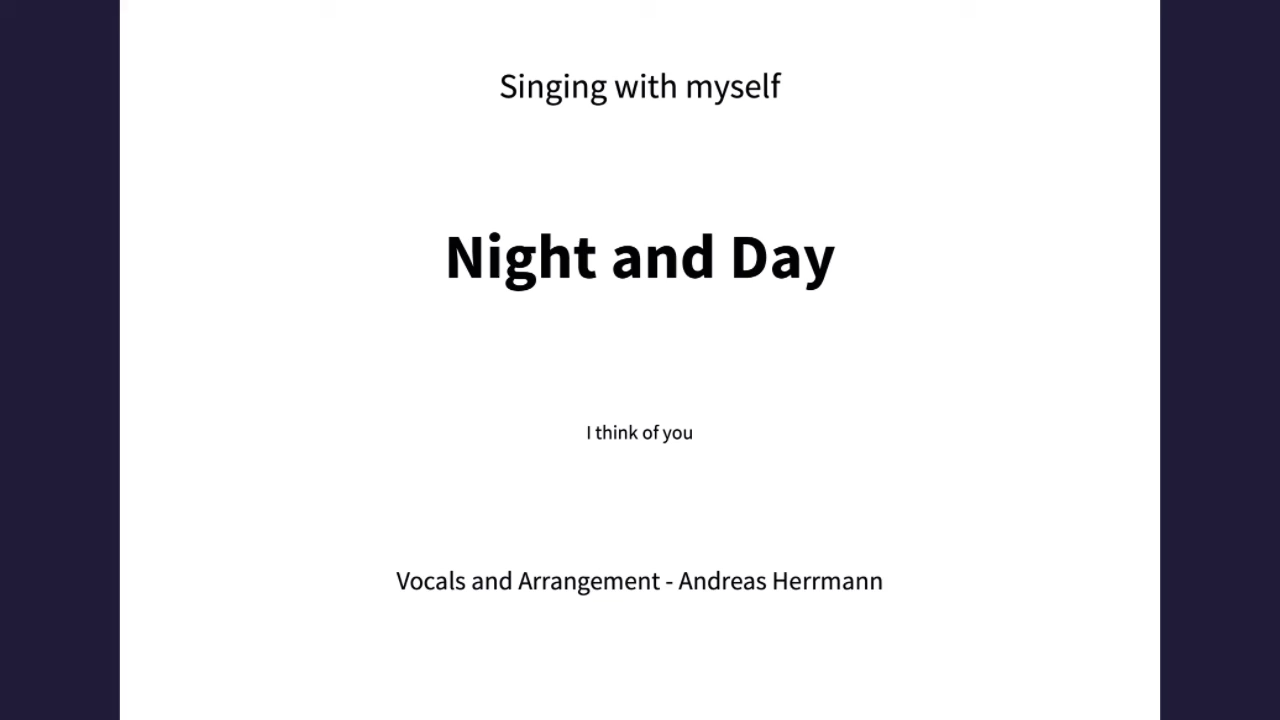 Singing with myself
Night and Day
I think of you
Vocals and Arrangement - Andreas Herrmann